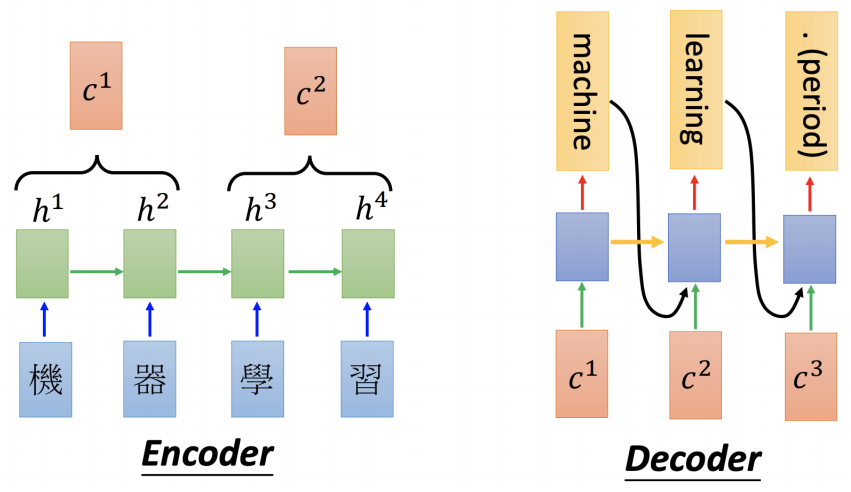 c¹ c²
h¹ h² h³ h⁴
機 器 學 習
Encoder
machine
learning
. (period)
c¹ c² c³
Decoder